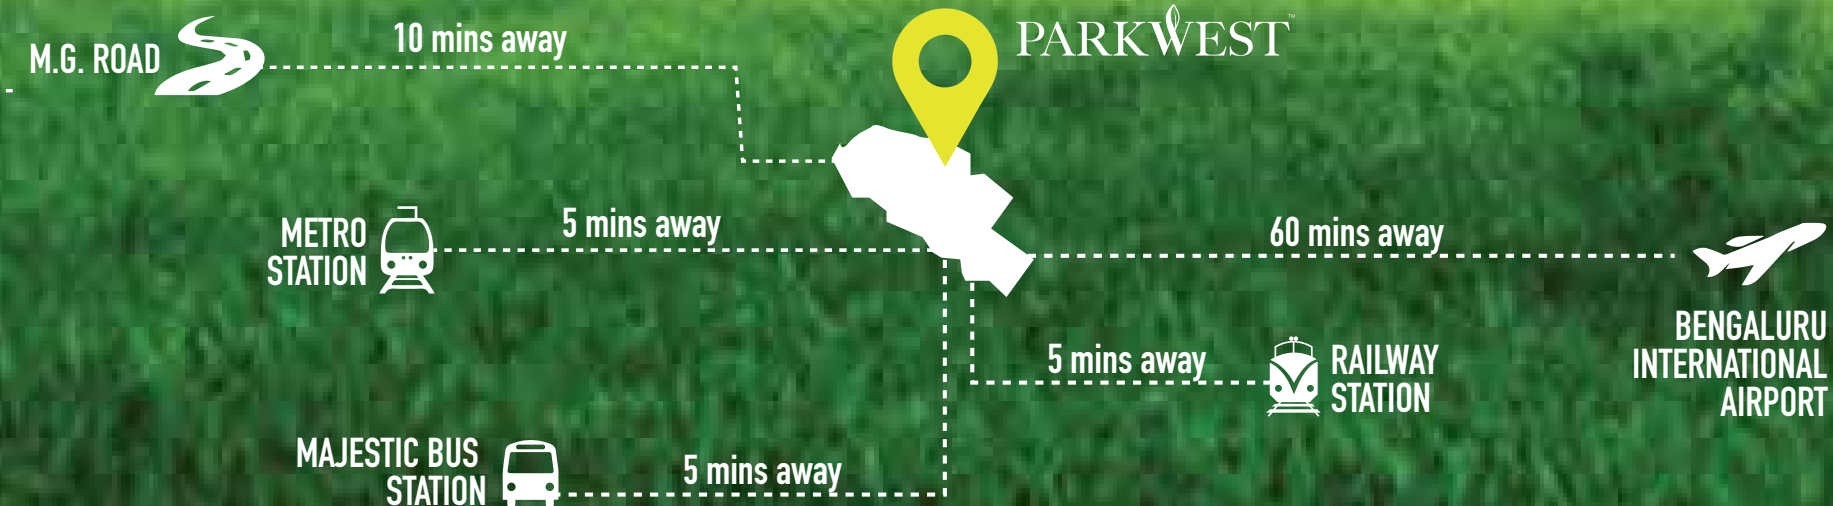 PARKWEST™
M.G. ROAD
10 mins away
-
METRO
STATION
5 mins away
60 mins away
BENGALURU
INTERNATIONAL
AIRPORT
5 mins away
RAILWAY
STATION
MAJESTIC BUS
STATION
5 mins away